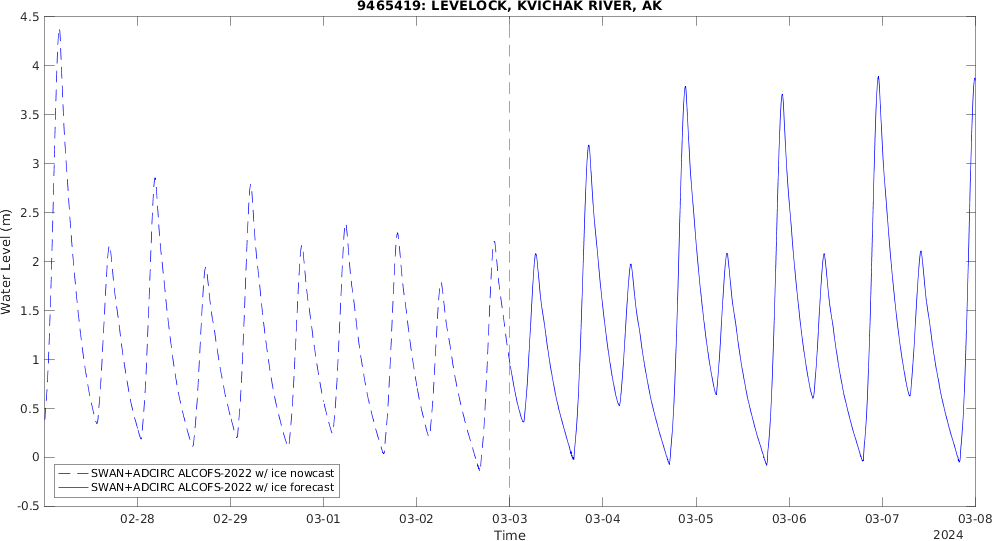 9465419: LEVELOCK, KVICHAK RIVER, AK
4.5
4
3.5
3
2.5
2
1.5
1
0.5
0
-0.5
Water Level (m)
SWAN+ADCIRC ALCOFS-2022 w/ ice nowcast
SWAN+ADCIRC ALCOFS-2022 w/ ice forecast
02-28 02-29 03-01 03-02 03-03 03-04 03-05 03-06 03-07 03-08
Time
2024